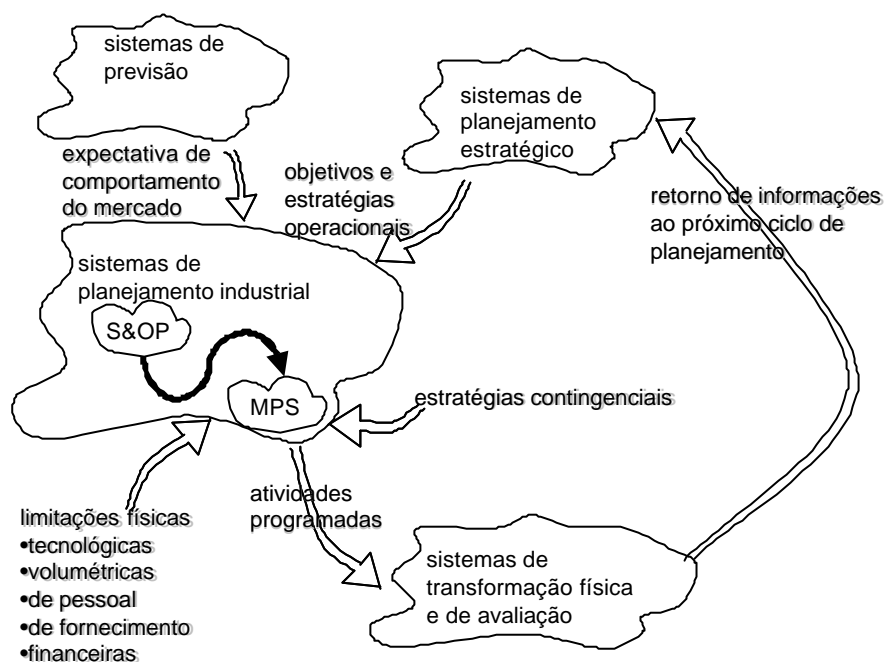 sistemas de
previsão
sistemas de
planejamento
estratégico
expectativa de
comportamento
do mercado
objetivos e
estratégias
operacionais
retorno de informações
ao próximo ciclo de
planejamento
sistemas de
planejamento industrial
S&OP
MPS
estratégias contingenciais
atividades
programadas
limitações físicas
•tecnológicas
•volumétricas
•de pessoal
•de fornecimento
•financeiras
sistemas de
transformação física
e de avaliação